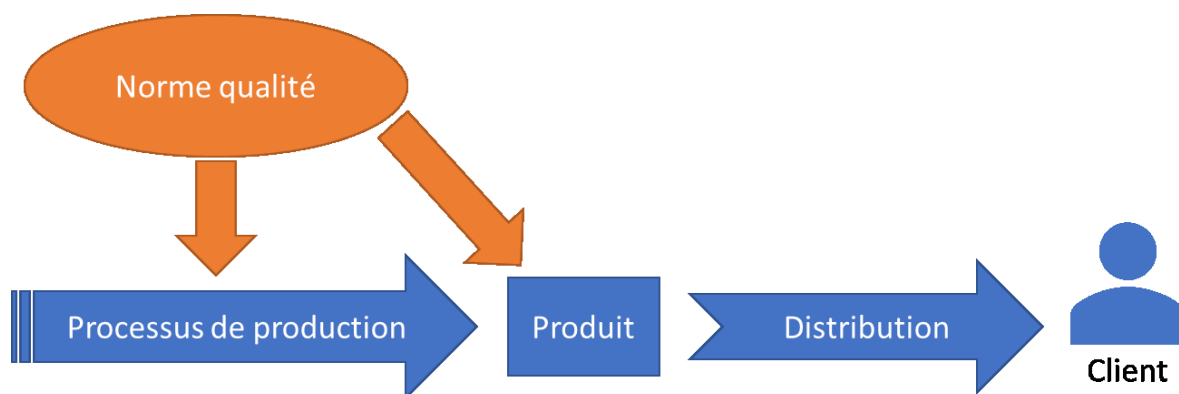 Norme qualité
Processus de production
Produit
Distribution
Client